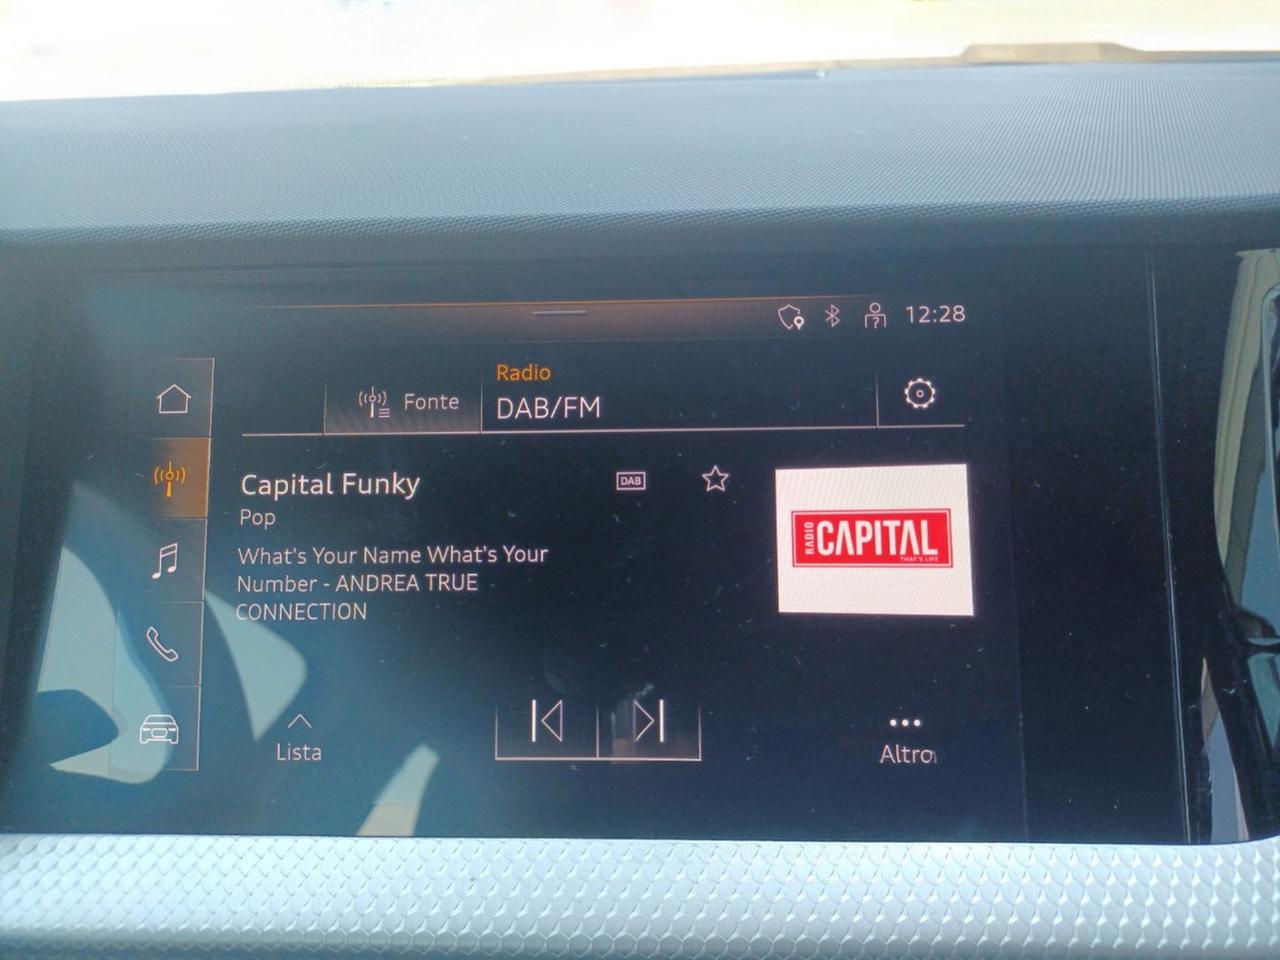 12:28
Radio
Fonte
DAB/FM
Capital Funky
DAB
Pop
What's Your Name What's Your
Number - ANDREA TRUE
CONNECTION
RADIO
CAPITAL
THAT'S LIFE
Lista
Altro